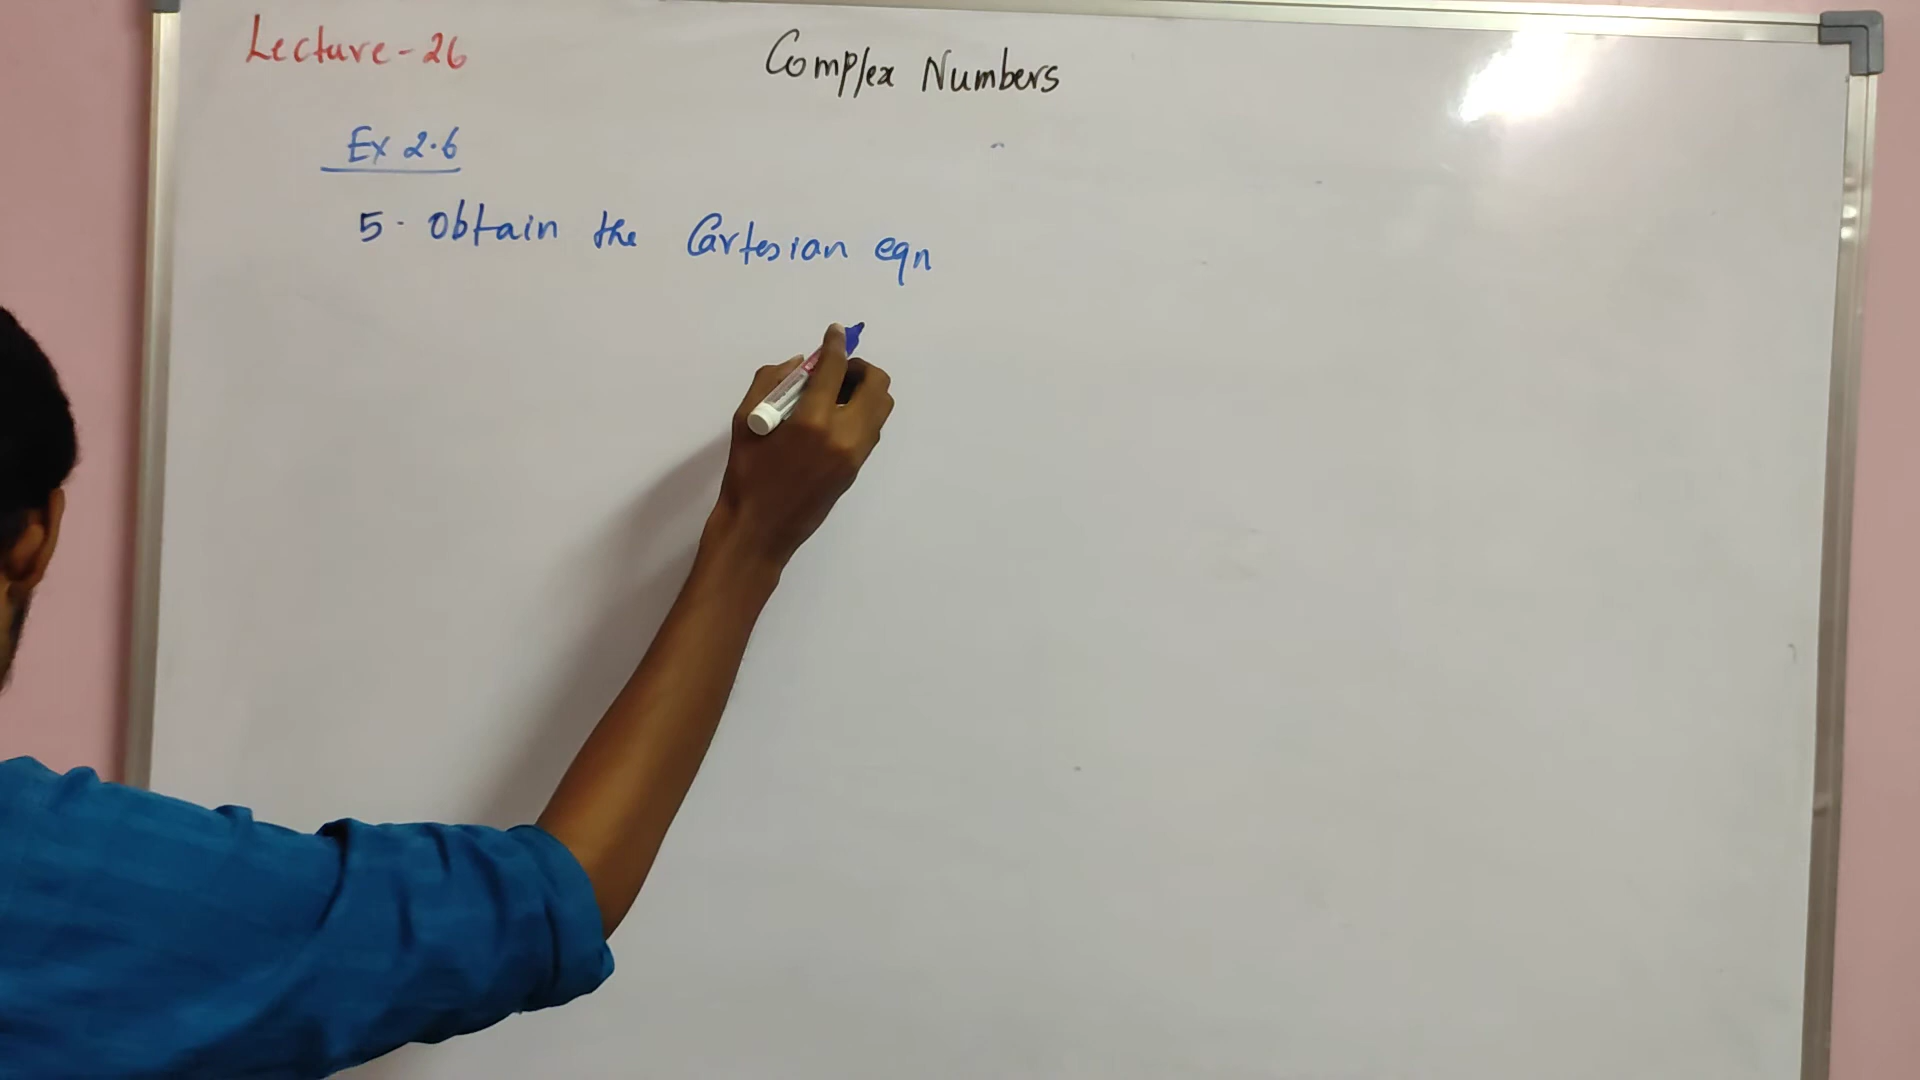 Lecture-26
Complex Numbers
Ex 2.6
5. Obtain the Cartesian eqn